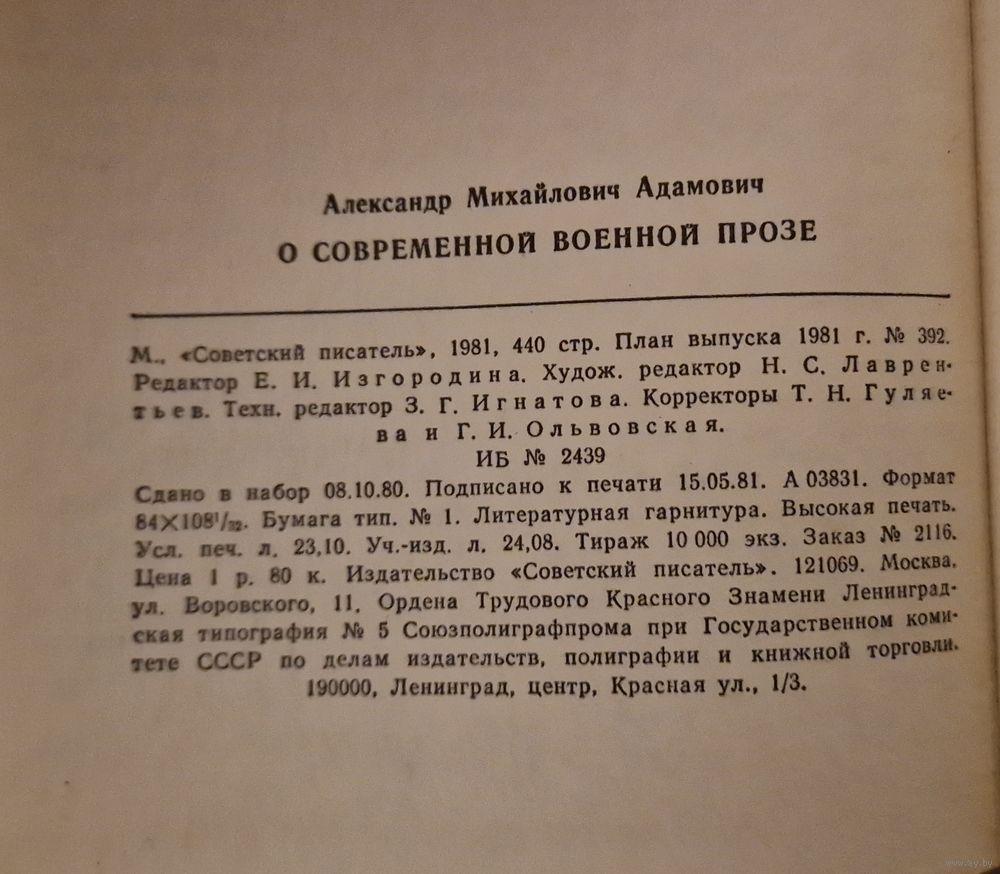 Александр Михайлович Адамович
О СОВРЕМЕННОЙ ВОЕННОЙ ПРОЗЕ
М., «Советский писатель», 1981, 440 стр. План выпуска 1981 г. № 392.
Редактор Е. И. Изгородина. Худож. редактор Н. С. Лаврен-
тьев. Техн. редактор З. Г. Игнатова. Корректоры Т. Н. Гуляе-
ва и Г. И. Ольвовская.
ИБ № 2439
Сдано в набор 08.10.80. Подписано к печати 15.05.81. А 03831. Формат
84×108¹/₃₂. Бумага тип. № 1. Литературная гарнитура. Высокая печать.
Усл. печ. л. 23,10. Уч.-изд. л. 24,08. Тираж 10 000 экз. Заказ № 2116.
Цена 1 р. 80 к. Издательство «Советский писатель». 121069. Москва,
ул. Воровского, 11. Ордена Трудового Красного Знамени Ленинград-
ская типография № 5 Союзполиграфпрома при Государственном коми-
тете СССР по делам издательств, полиграфии и книжной торговли.
190000, Ленинград, центр, Красная ул., 1/3.
www.ay.by